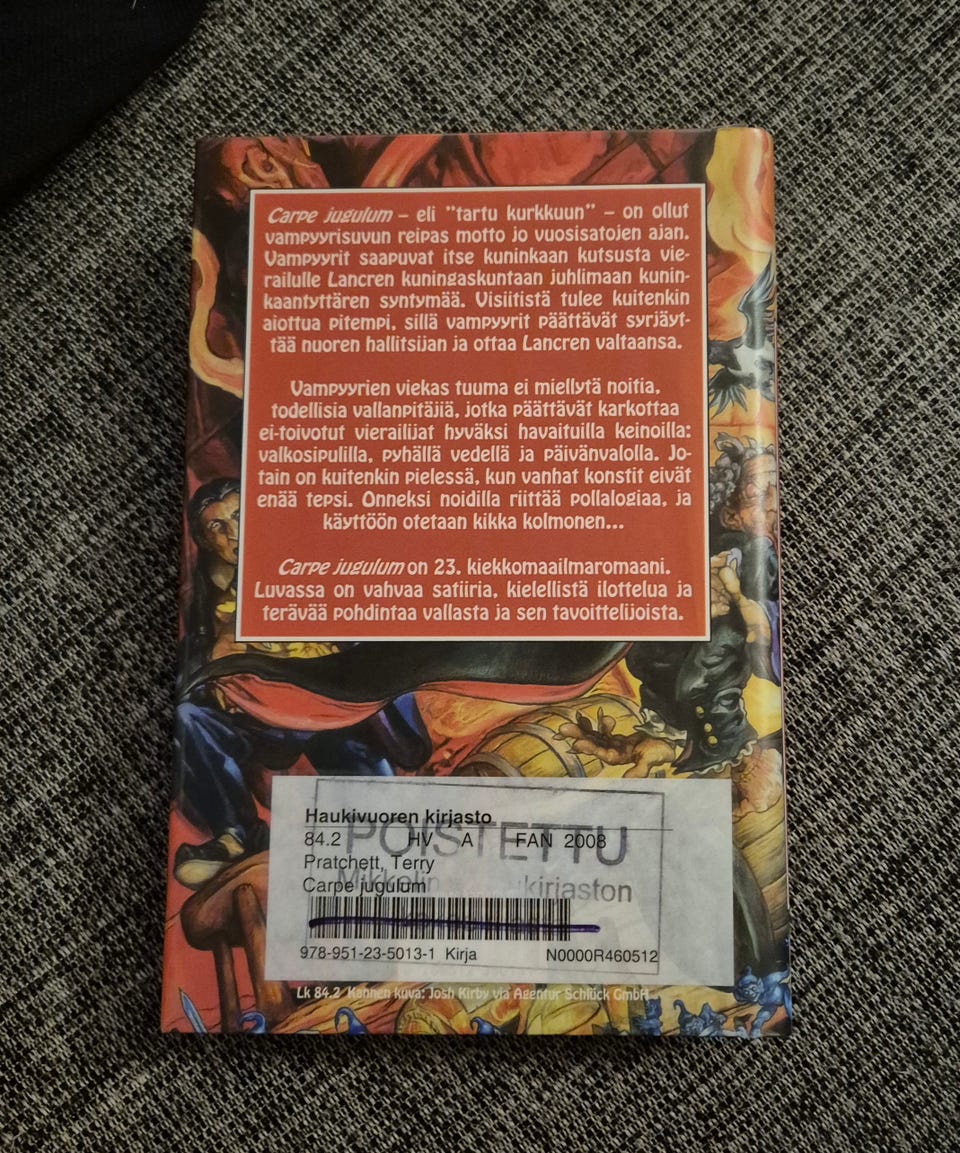 Carpe jugulum – eli ”tartu kurkkuun” – on ollut
vampyyrisuvun reipas motto jo vuosisatojen ajan.
Vampyyrit saapuvat itse kuninkaan kutsusta vie-
railulle Lancren kuningaskuntaan juhlimaan kunin-
kaantyttären syntymää. Visiitistä tulee kuitenkin
aiottua pitempi, sillä vampyyrit päättävät syrjäyt-
tää nuoren hallitsijan ja ottaa Lancren valtaansa.
Vampyyrien viekas tuuma ei miellytä noitia,
todellisia vallanpitäjiä, jotka päättävät karkottaa
ei-toivotut vierailijat hyväksi havaituilla keinoilla:
valkosipulilla, pyhällä vedellä ja päivänvalolla. Jo-
tain on kuitenkin pielessä, kun vanhat konstit eivät
enää tepsi. Onneksi noidilla riittää pollalogiaa, ja
käyttöön otetaan kikka kolmonen...
Carpe jugulum on 23. kiekkomaailmaromaani.
Luvassa on vahvaa satiiria, kielellistä ilottelua ja
terävää pohdintaa vallasta ja sen tavoittelijoista.
Haukivuoren kirjasto
84.2 HV A FAN 2008
POISTETTU
Pratchett, Terry
Carpe jugulum
Mikkelin kirjaston
978-951-23-5013-1 Kirja N0000R460512
Lk 84.2 Kannen kuva: Josh Kirby via Agentur Schlück GmbH